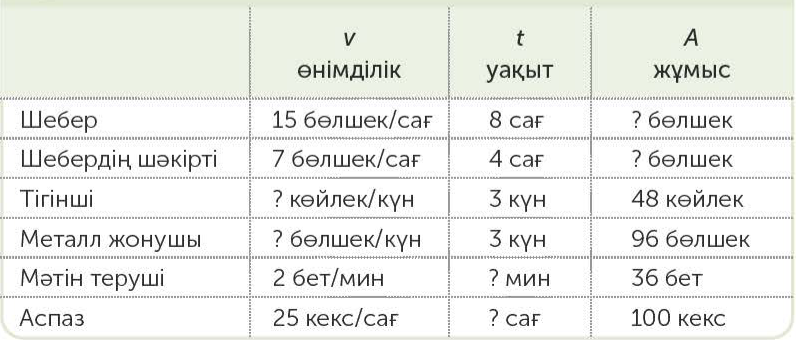 v өнімділік t уақыт A жұмыс
Шебер 15 бөлшек/сағ 8 сағ ? бөлшек
Шебердің шәкірті 7 бөлшек/сағ 4 сағ ? бөлшек
Тігінші ? көйлек/күн 3 күн 48 көйлек
Металл жонушы ? бөлшек/күн 3 күн 96 бөлшек
Мәтін теруші 2 бет/мин ? мин 36 бет
Аспаз 25 кекс/сағ ? сағ 100 кекс